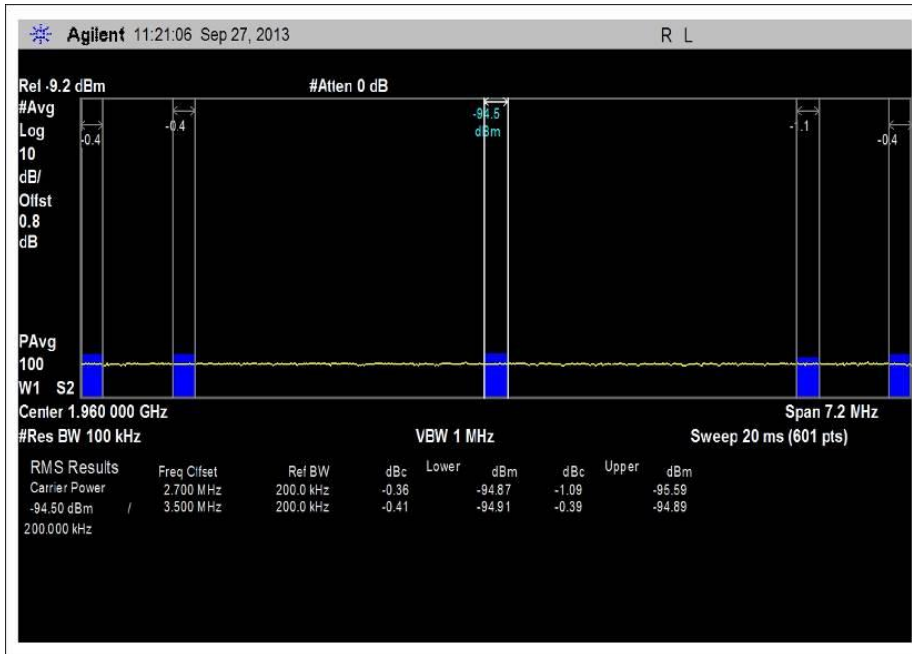 Agilent 11:21:06 Sep 27, 2013 R L
Ref -9.2 dBm #Atten 0 dB
#Avg
Log
10
dB/
Offst
0.8
dB
-0.4 -0.4 -94.5 dBm -1.1 -0.4
PAvg
100
W1 S2
Center 1.960 000 GHz Span 7.2 MHz
#Res BW 100 kHz VBW 1 MHz Sweep 20 ms (601 pts)
RMS Results Freq Offset Ref BW dBc Lower dBm dBc Upper dBm
Carrier Power 2.700 MHz 200.0 kHz -0.36 -94.87 -1.09 -95.59
-94.50 dBm / 3.500 MHz 200.0 kHz -0.41 -94.91 -0.39 -94.89
200.000 kHz